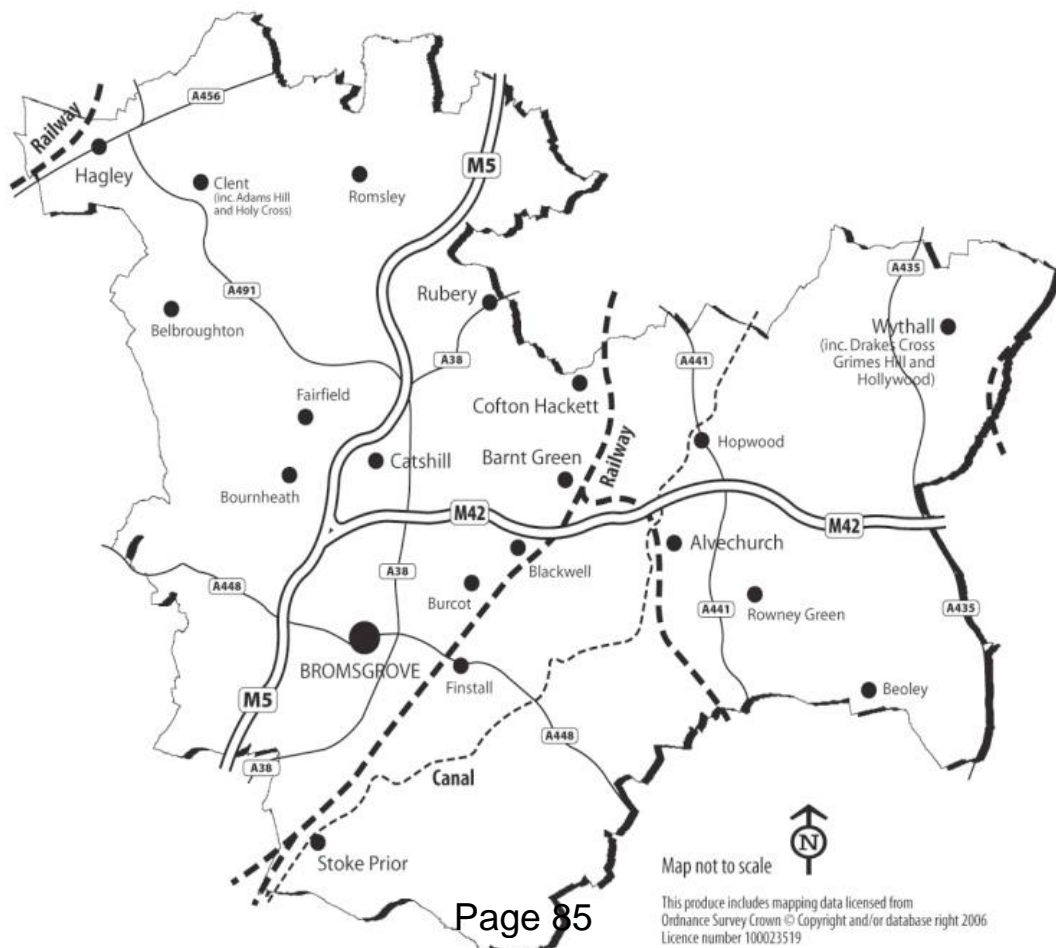 A456
Railway
Hagley
Clent
(inc. Adams Hill
and Holy Cross)
Romsley
M5
A491
Rubery
A435
Belbroughton
Wythall
(inc. Drakes Cross
Grimes Hill and
Hollywood)
A38
A441
Fairfield
Cofton Hackett
Railway
Hopwood
Catshill
Barnt Green
Bournheath
M42
M42
Alvechurch
Blackwell
A448
A38
Burcot
A441
Rowney Green
A435
BROMSGROVE
Finstall
M5
Beoley
A448
A38
Canal
Stoke Prior
N
Map not to scale
This produce includes mapping data licensed from
Ordnance Survey Crown © Copyright and/or database right 2006
Licence number 100023519
Page 85